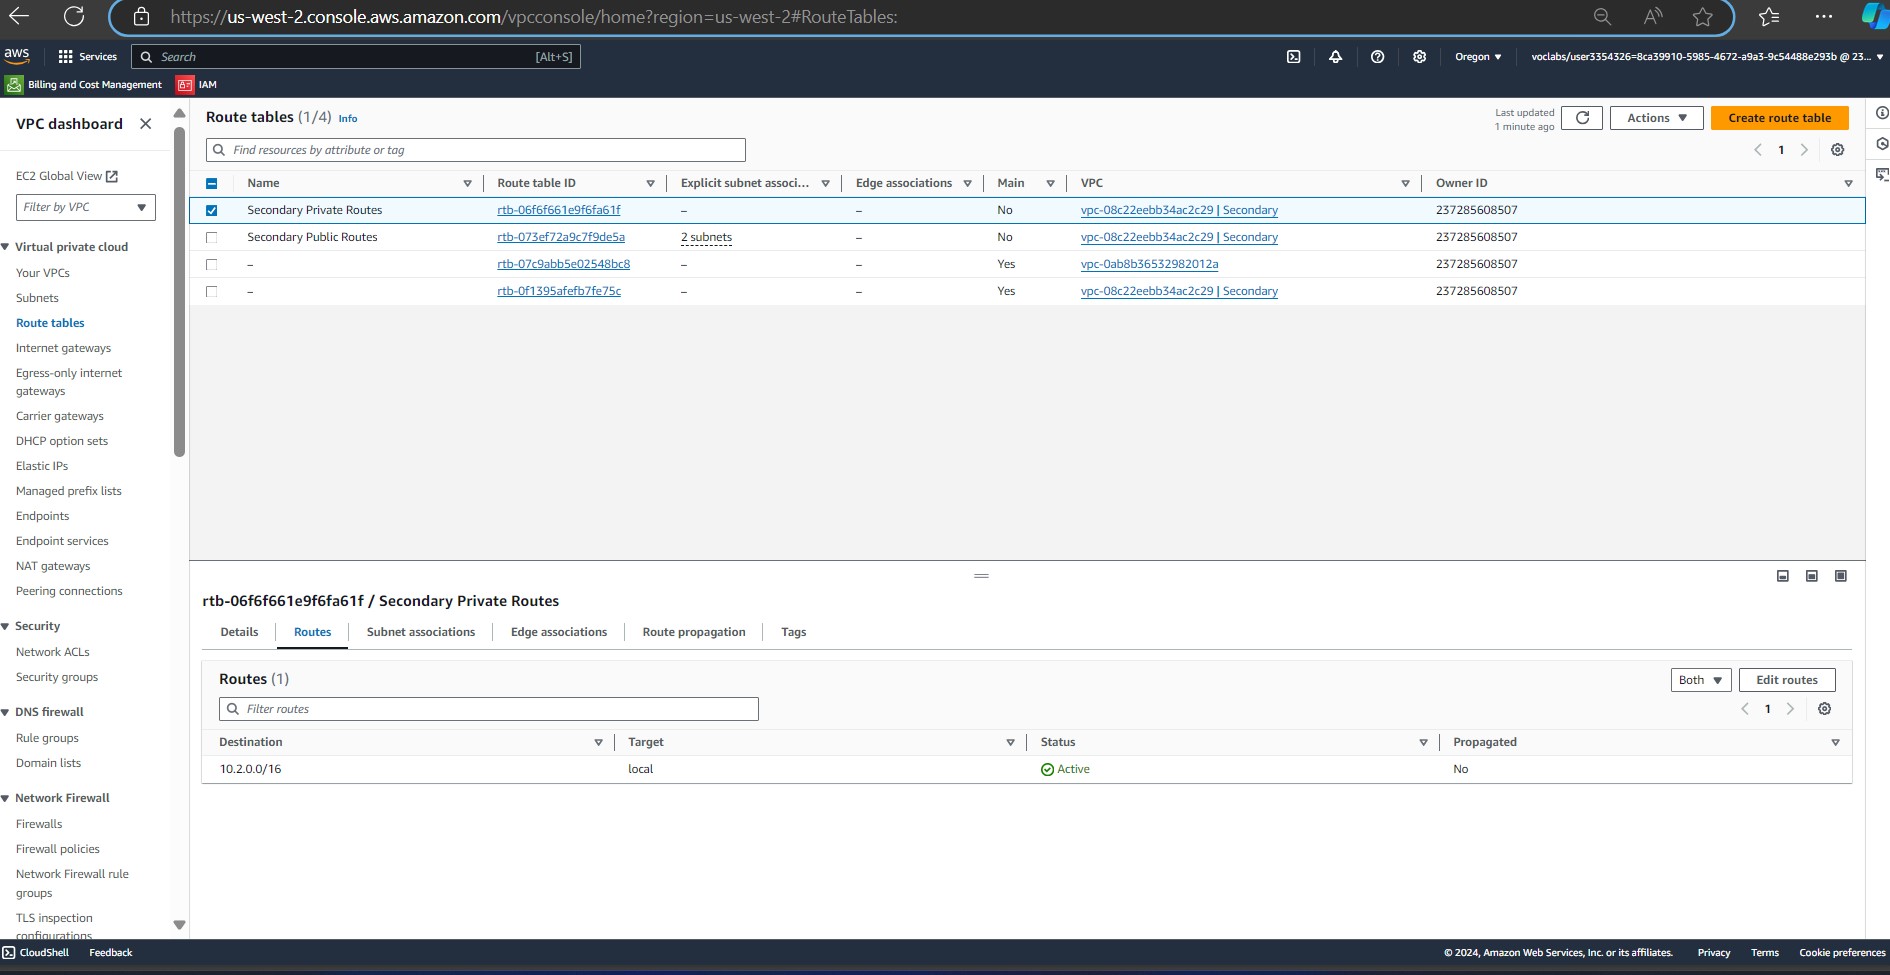 https://us-west-2.console.aws.amazon.com/vpcconsole/home?region=us-west-2#RouteTables:
aws Services Search [Alt+S] Oregon voclabs/user3354326=8ca39910-5985-4672-a9a3-9c54488e293b @ 23...
Billing and Cost Management IAM
VPC dashboard
EC2 Global View
Filter by VPC
Virtual private cloud
Your VPCs
Subnets
Route tables
Internet gateways
Egress-only internet
gateways
Carrier gateways
DHCP option sets
Elastic IPs
Managed prefix lists
Endpoints
Endpoint services
NAT gateways
Peering connections
Security
Network ACLs
Security groups
DNS firewall
Rule groups
Domain lists
Network Firewall
Firewalls
Firewall policies
Network Firewall rule
groups
TLS inspection
configurations
Route tables (1/4) Info
Last updated
1 minute ago
Actions
Create route table
Find resources by attribute or tag
1
Name Route table ID Explicit subnet associ... Edge associations Main VPC Owner ID
Secondary Private Routes rtb-06f6f661e9f6fa61f – – No vpc-08c22eebb34ac2c29 | Secondary 237285608507
Secondary Public Routes rtb-073ef72a9c7f9de5a 2 subnets – No vpc-08c22eebb34ac2c29 | Secondary 237285608507
– rtb-07c9abb5e02548bc8 – – Yes vpc-0ab8b36532982012a 237285608507
– rtb-0f1395afefb7fe75c – – Yes vpc-08c22eebb34ac2c29 | Secondary 237285608507
rtb-06f6f661e9f6fa61f / Secondary Private Routes
Details Routes Subnet associations Edge associations Route propagation Tags
Routes (1)
Both
Edit routes
Filter routes
1
Destination Target Status Propagated
10.2.0.0/16 local Active No
CloudShell Feedback © 2024, Amazon Web Services, Inc. or its affiliates. Privacy Terms Cookie preferences